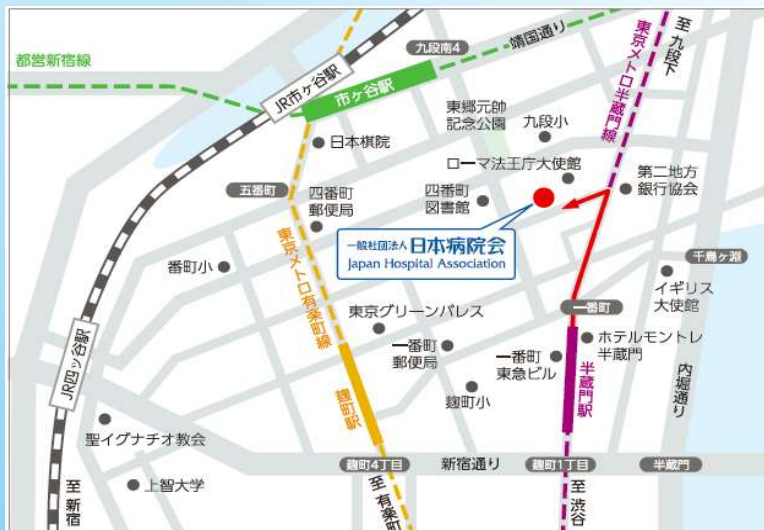 至 九段下
九段南4
靖国通り
東京メトロ半蔵門線
都営新宿線
JR市ヶ谷駅
市ヶ谷駅
東郷元帥
記念公園
九段小
日本棋院
ローマ法王庁大使館
第二地方
銀行協会
五番町
四番町
郵便局
四番町
図書館
一般社団法人 日本病院会
Japan Hospital Association
番町小
東京メトロ有楽町線
千鳥ヶ淵
イギリス
大使館
東京グリーンパレス
一番町
ホテルモントレ
半蔵門
一番町
郵便局
一番町
東急ビル
半蔵門駅
内堀通り
JR四ッ谷駅
麹町駅
麹町小
聖イグナチオ教会
麹町4丁目
新宿通り
麹町1丁目
半蔵門
上智大学
至 新宿
至 有楽町
至 渋谷